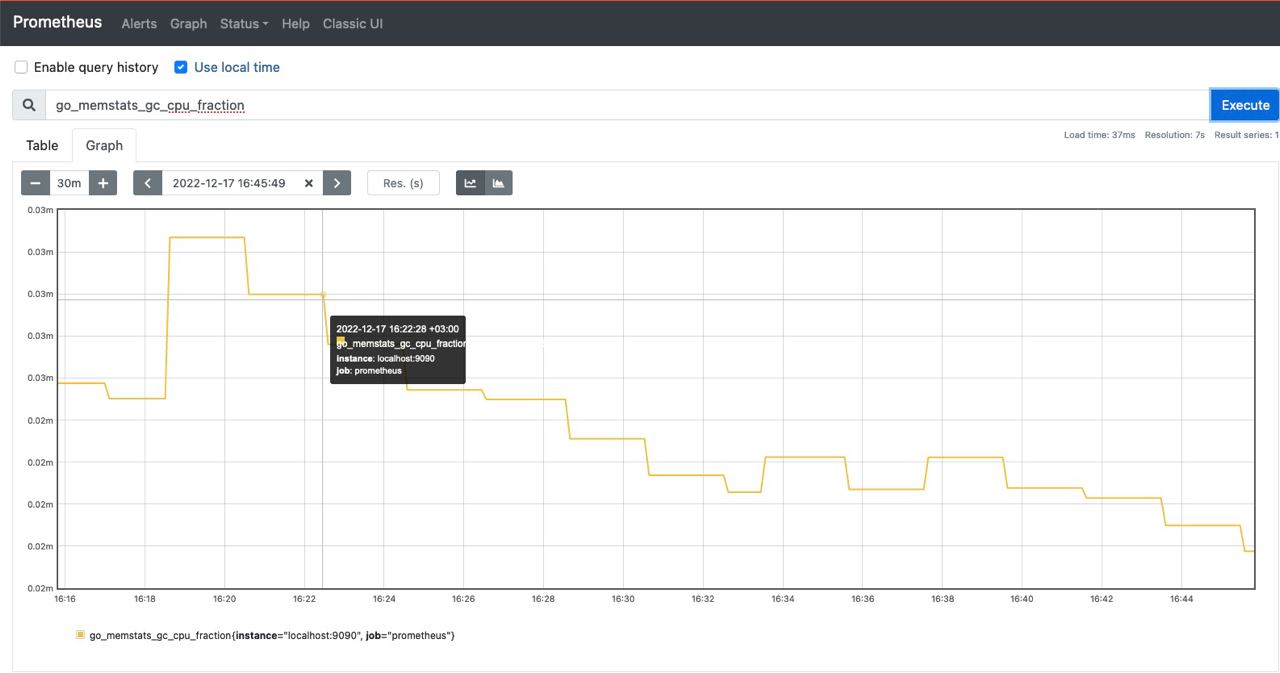 Prometheus Alerts Graph Status Help Classic UI
Enable query history Use local time
go_memstats_gc_cpu_fraction Execute
Load time: 37ms Resolution: 7s Result series: 1
Table Graph
− 30m + 2022-12-17 16:45:49 × Res. (s)
0.03m
0.03m
0.03m
0.03m
0.03m
0.02m
0.02m
0.02m
0.02m
0.02m
2022-12-17 16:22:28 +03:00
go_memstats_gc_cpu_fraction
instance: localhost:9090
job: prometheus
16:16 16:18 16:20 16:22 16:24 16:26 16:28 16:30 16:32 16:34 16:36 16:38 16:40 16:42 16:44
go_memstats_gc_cpu_fraction{instance="localhost:9090", job="prometheus"}